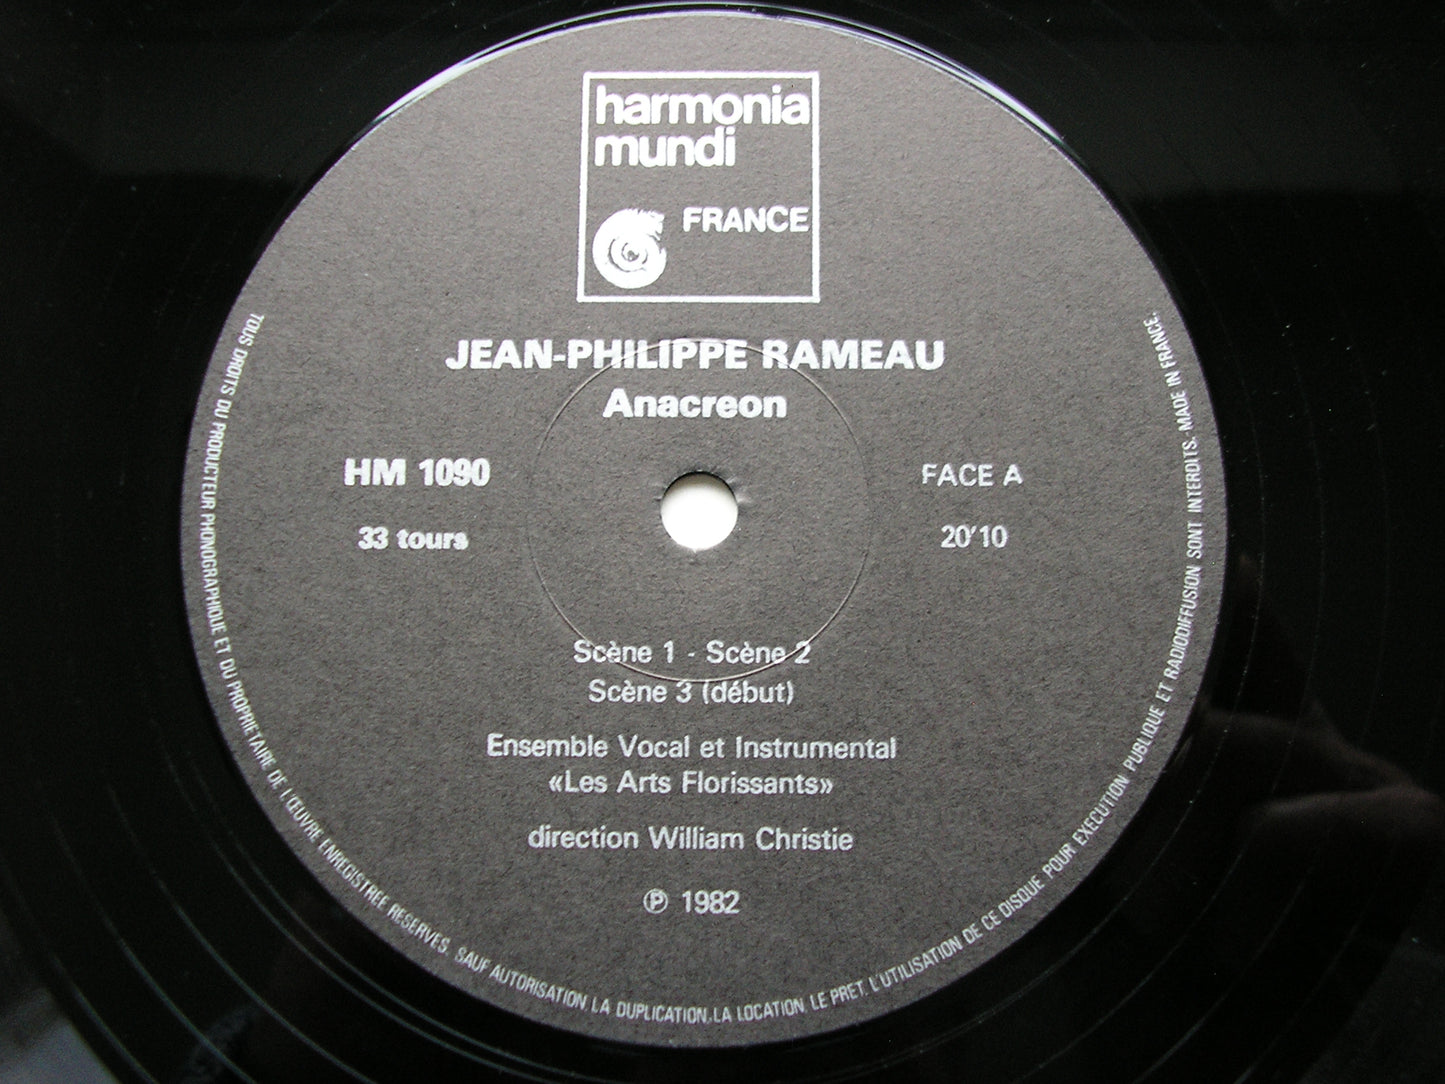 harmonia
mundi
FRANCE
JEAN-PHILIPPE RAMEAU
Anacreon
HM 1090
FACE A
33 tours
20'10
Scène 1 - Scène 2
Scène 3 (début)
Ensemble Vocal et Instrumental
«Les Arts Florissants»
direction William Christie
℗ 1982
TOUS DROITS DU PRODUCTEUR PHONOGRAPHIQUE ET DU PROPRIETAIRE DE L'ŒUVRE ENREGISTREE RESERVES. SAUF AUTORISATION, LA DUPLICATION, LA LOCATION, LE PRET, L'UTILISATION DE CE DISQUE POUR EXECUTION PUBLIQUE ET RADIODIFFUSION SONT INTERDITS. MADE IN FRANCE.